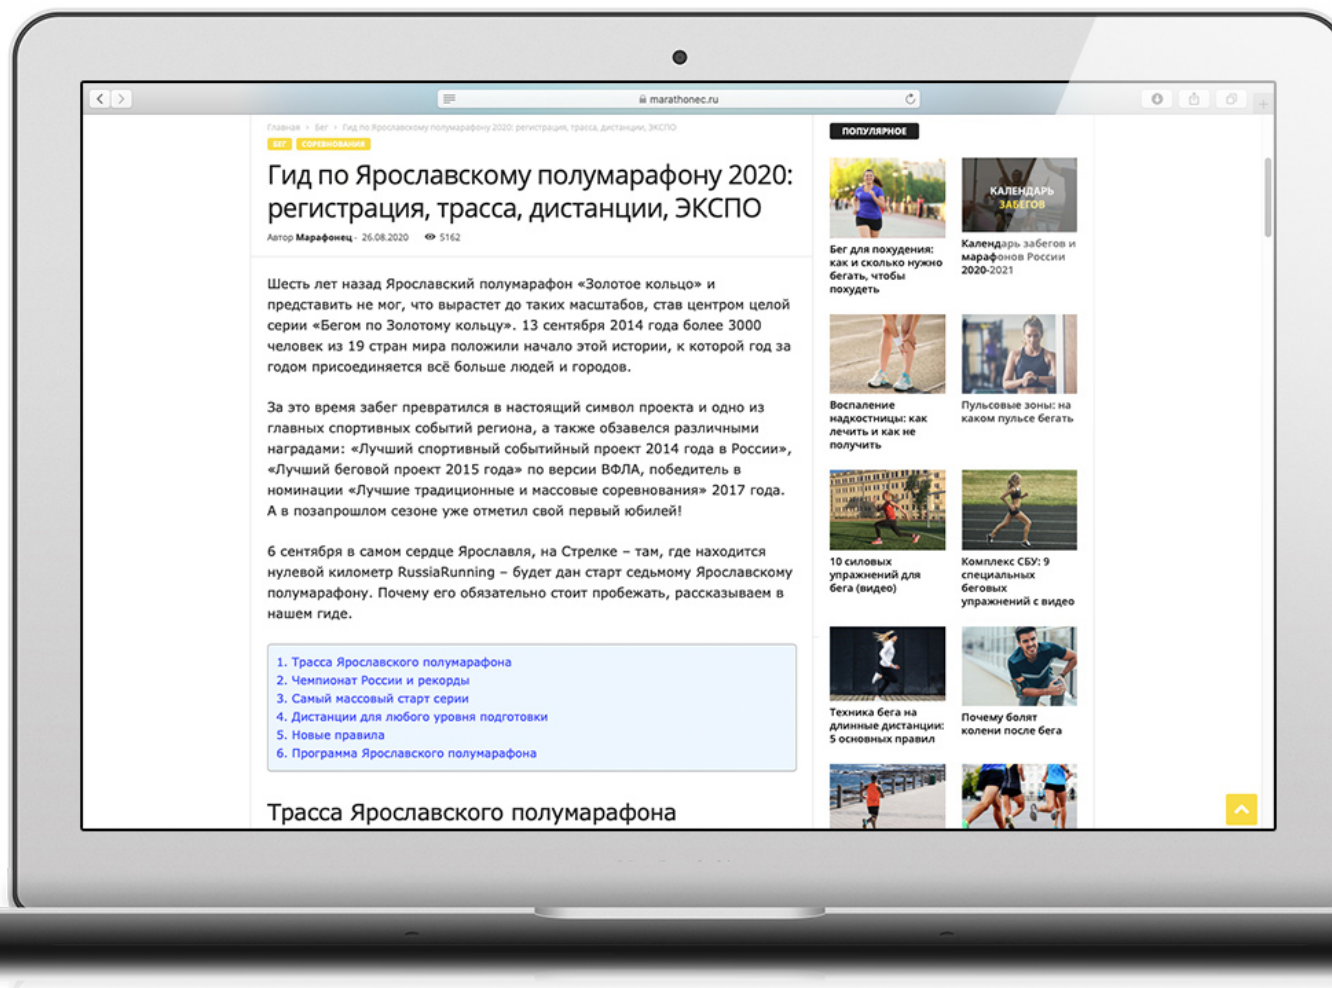 marathonec.ru
Главная > Бег > Гид по Ярославскому полумарафону 2020: регистрация, трасса, дистанции, ЭКСПО
БЕГ СОРЕВНОВАНИЯ
Гид по Ярославскому полумарафону 2020:
регистрация, трасса, дистанции, ЭКСПО
Автор Марафонец - 26.08.2020 5162
Шесть лет назад Ярославский полумарафон «Золотое кольцо» и
представить не мог, что вырастет до таких масштабов, став центром целой
серии «Бегом по Золотому кольцу». 13 сентября 2014 года более 3000
человек из 19 стран мира положили начало этой истории, к которой год за
годом присоединяется всё больше людей и городов.
За это время забег превратился в настоящий символ проекта и одно из
главных спортивных событий региона, а также обзавелся различными
наградами: «Лучший спортивный событийный проект 2014 года в России»,
«Лучший беговой проект 2015 года» по версии ВФЛА, победитель в
номинации «Лучшие традиционные и массовые соревнования» 2017 года.
А в позапрошлом сезоне уже отметил свой первый юбилей!
6 сентября в самом сердце Ярославля, на Стрелке – там, где находится
нулевой километр RussiaRunning – будет дан старт седьмому Ярославскому
полумарафону. Почему его обязательно стоит пробежать, рассказываем в
нашем гиде.
1. Трасса Ярославского полумарафона
2. Чемпионат России и рекорды
3. Самый массовый старт серии
4. Дистанции для любого уровня подготовки
5. Новые правила
6. Программа Ярославского полумарафона
Трасса Ярославского полумарафона
ПОПУЛЯРНОЕ
Бег для похудения:
как и сколько нужно
бегать, чтобы
похудеть
КАЛЕНДАРЬ
ЗАБЕГОВ
Календарь забегов и
марафонов России
2020-2021
Воспаление
надкостницы: как
лечить и как не
получить
Пульсовые зоны: на
каком пульсе бегать
10 силовых
упражнений для
бега (видео)
Комплекс СБУ: 9
специальных
беговых
упражнений с видео
Техника бега на
длинные дистанции:
5 основных правил
Почему болят
колени после бега